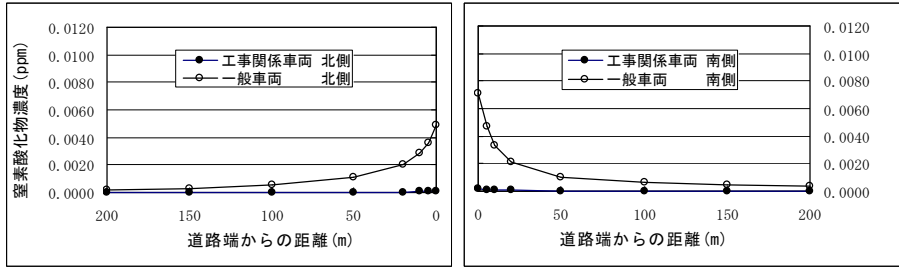 窒素酸化物濃度(ppm)
0.0120
0.0100
0.0080
0.0060
0.0040
0.0020
0.0000
工事関係車両 北側
一般車両 北側
200 150 100 50 0
道路端からの距離(m)
工事関係車両 南側
一般車両 南側
0.0120
0.0100
0.0080
0.0060
0.0040
0.0020
0.0000
0 50 100 150 200
道路端からの距離(m)